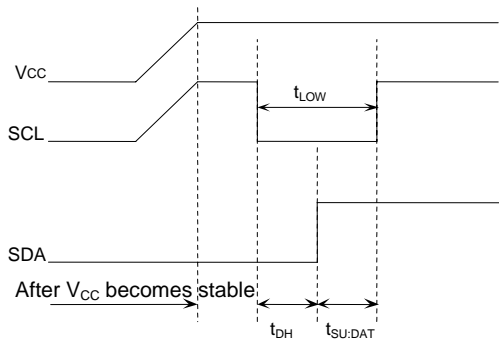 VCC
tLOW
SCL
SDA
After VCC becomes stable
tDH
tSU:DAT